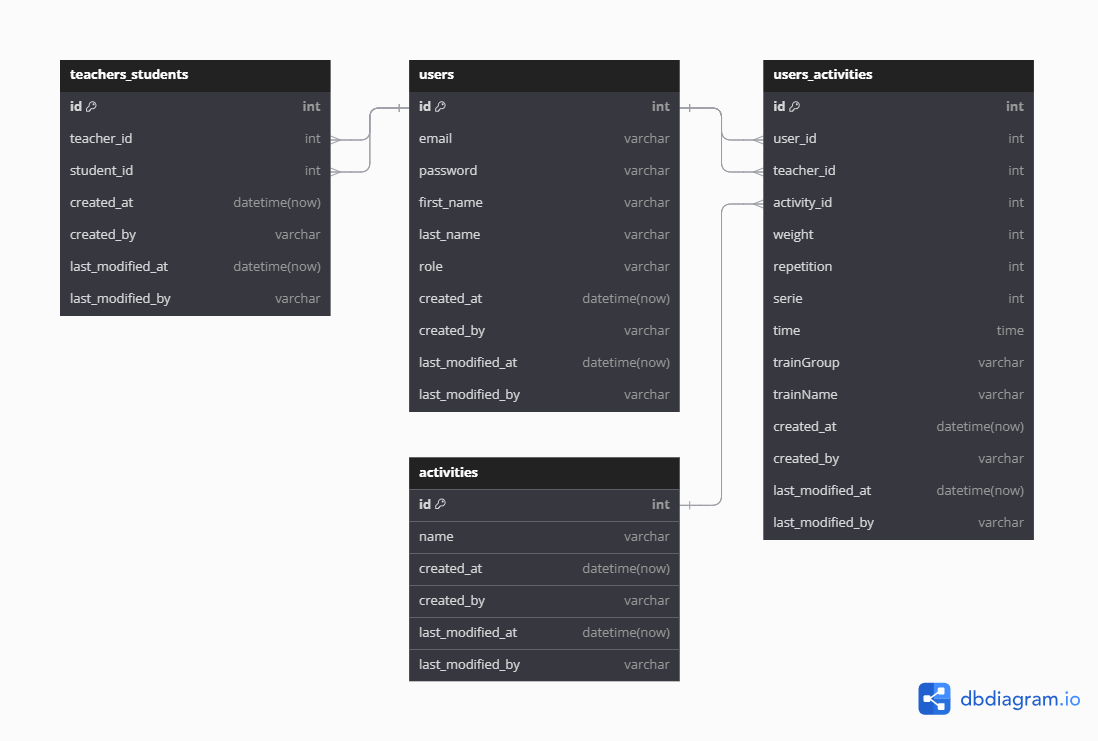 teachers_students
id int
teacher_id int
student_id int
created_at datetime(now)
created_by varchar
last_modified_at datetime(now)
last_modified_by varchar
users
id int
email varchar
password varchar
first_name varchar
last_name varchar
role varchar
created_at datetime(now)
created_by varchar
last_modified_at datetime(now)
last_modified_by varchar
users_activities
id int
user_id int
teacher_id int
activity_id int
weight int
repetition int
serie int
time time
trainGroup varchar
trainName varchar
created_at datetime(now)
created_by varchar
last_modified_at datetime(now)
last_modified_by varchar
activities
id int
name varchar
created_at datetime(now)
created_by varchar
last_modified_at datetime(now)
last_modified_by varchar
dbdiagram.io